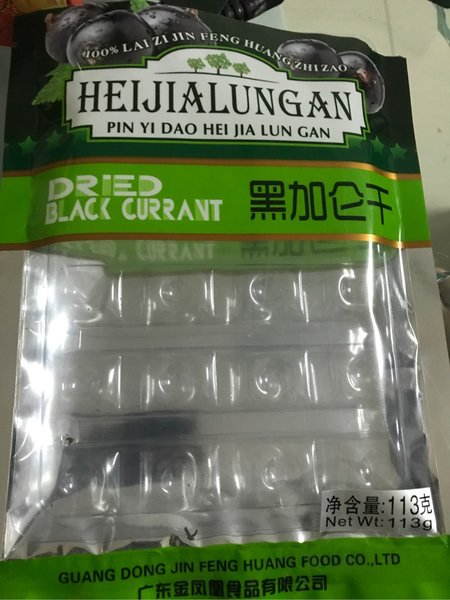 100% LAI ZI JIN FENG HUANG ZHI ZAO
HEIJIALUNGAN
PIN YI DAO HEI JIA LUN GAN
DRIED
BLACK CURRANT
黑加仑干
净含量:113克
Net Wt:113g
GUANG DONG JIN FENG HUANG FOOD CO.,LTD
广东金凤凰食品有限公司